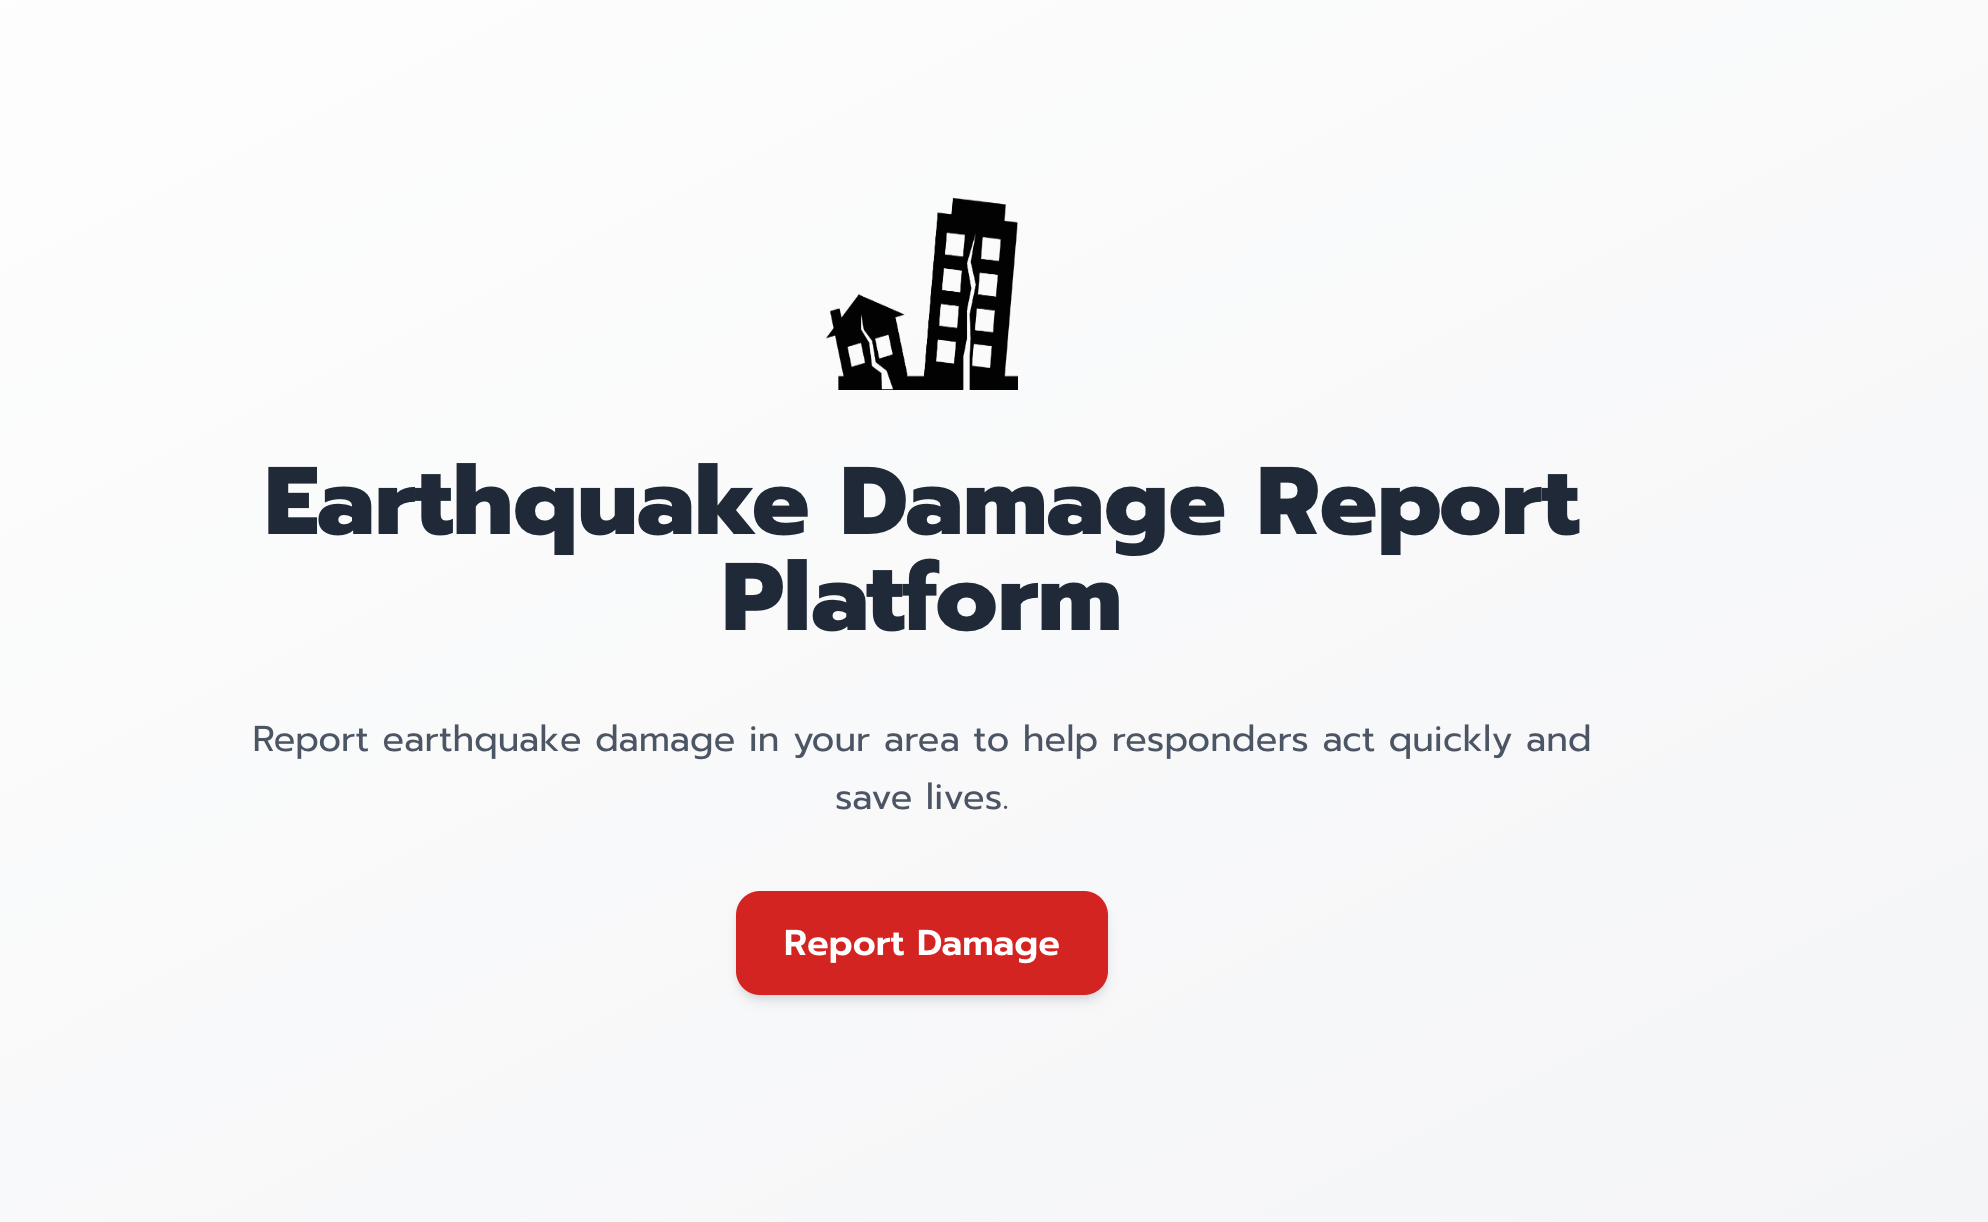 Earthquake Damage Report
Platform
Report earthquake damage in your area to help responders act quickly and
save lives.
Report Damage